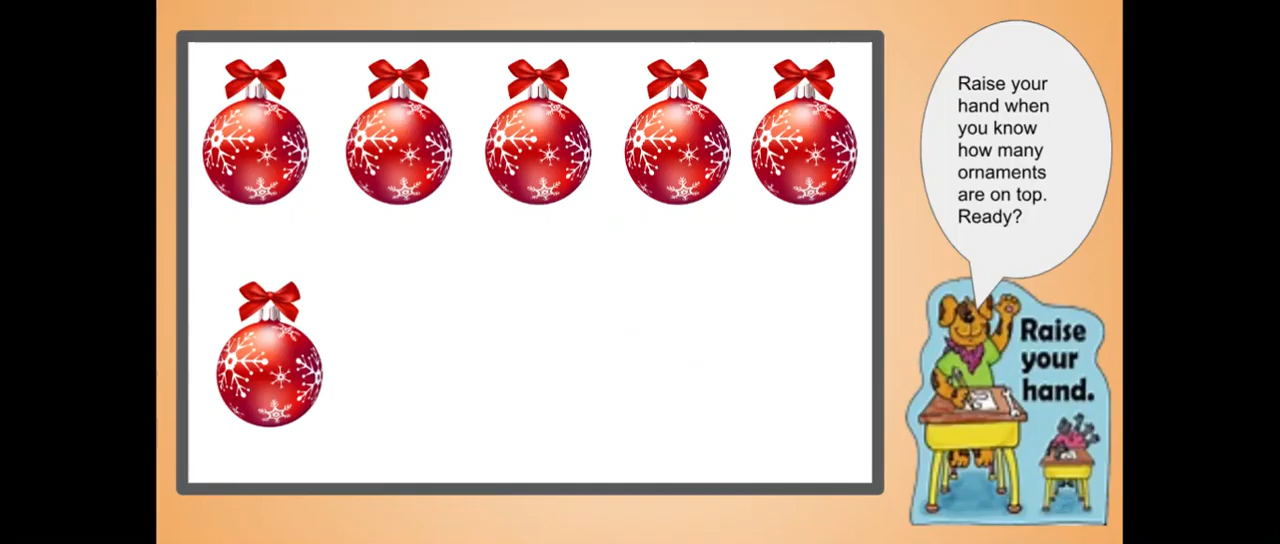 Raise your
hand when
you know
how many
ornaments
are on top.
Ready?
Raise
your
hand.